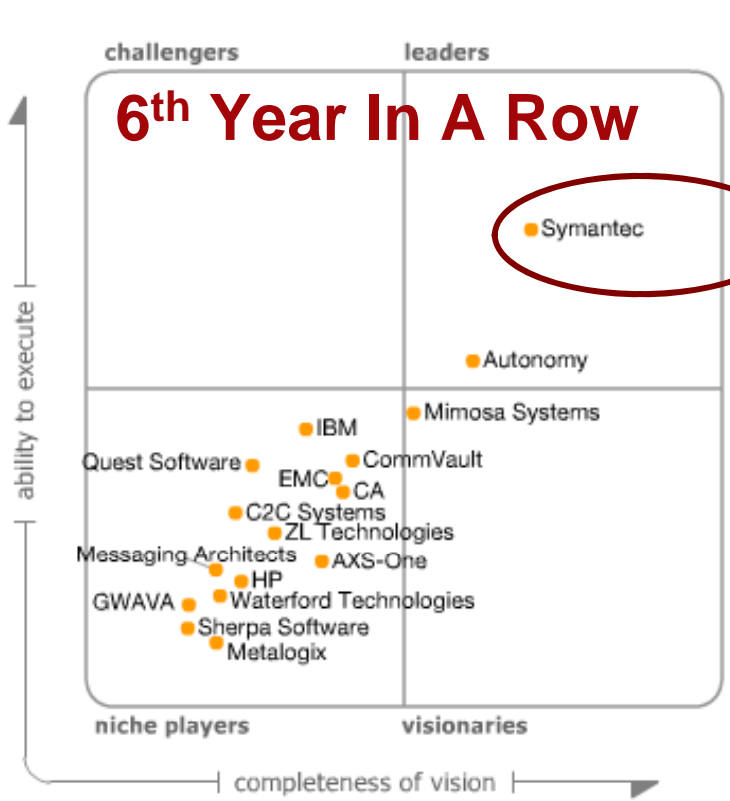 challengers
leaders
6th Year In A Row
Symantec
Autonomy
Mimosa Systems
IBM
Quest Software
CommVault
EMC
CA
C2C Systems
ZL Technologies
Messaging Architects
AXS-One
HP
GWAVA
Waterford Technologies
Sherpa Software
Metalogix
niche players
visionaries
ability to execute
completeness of vision